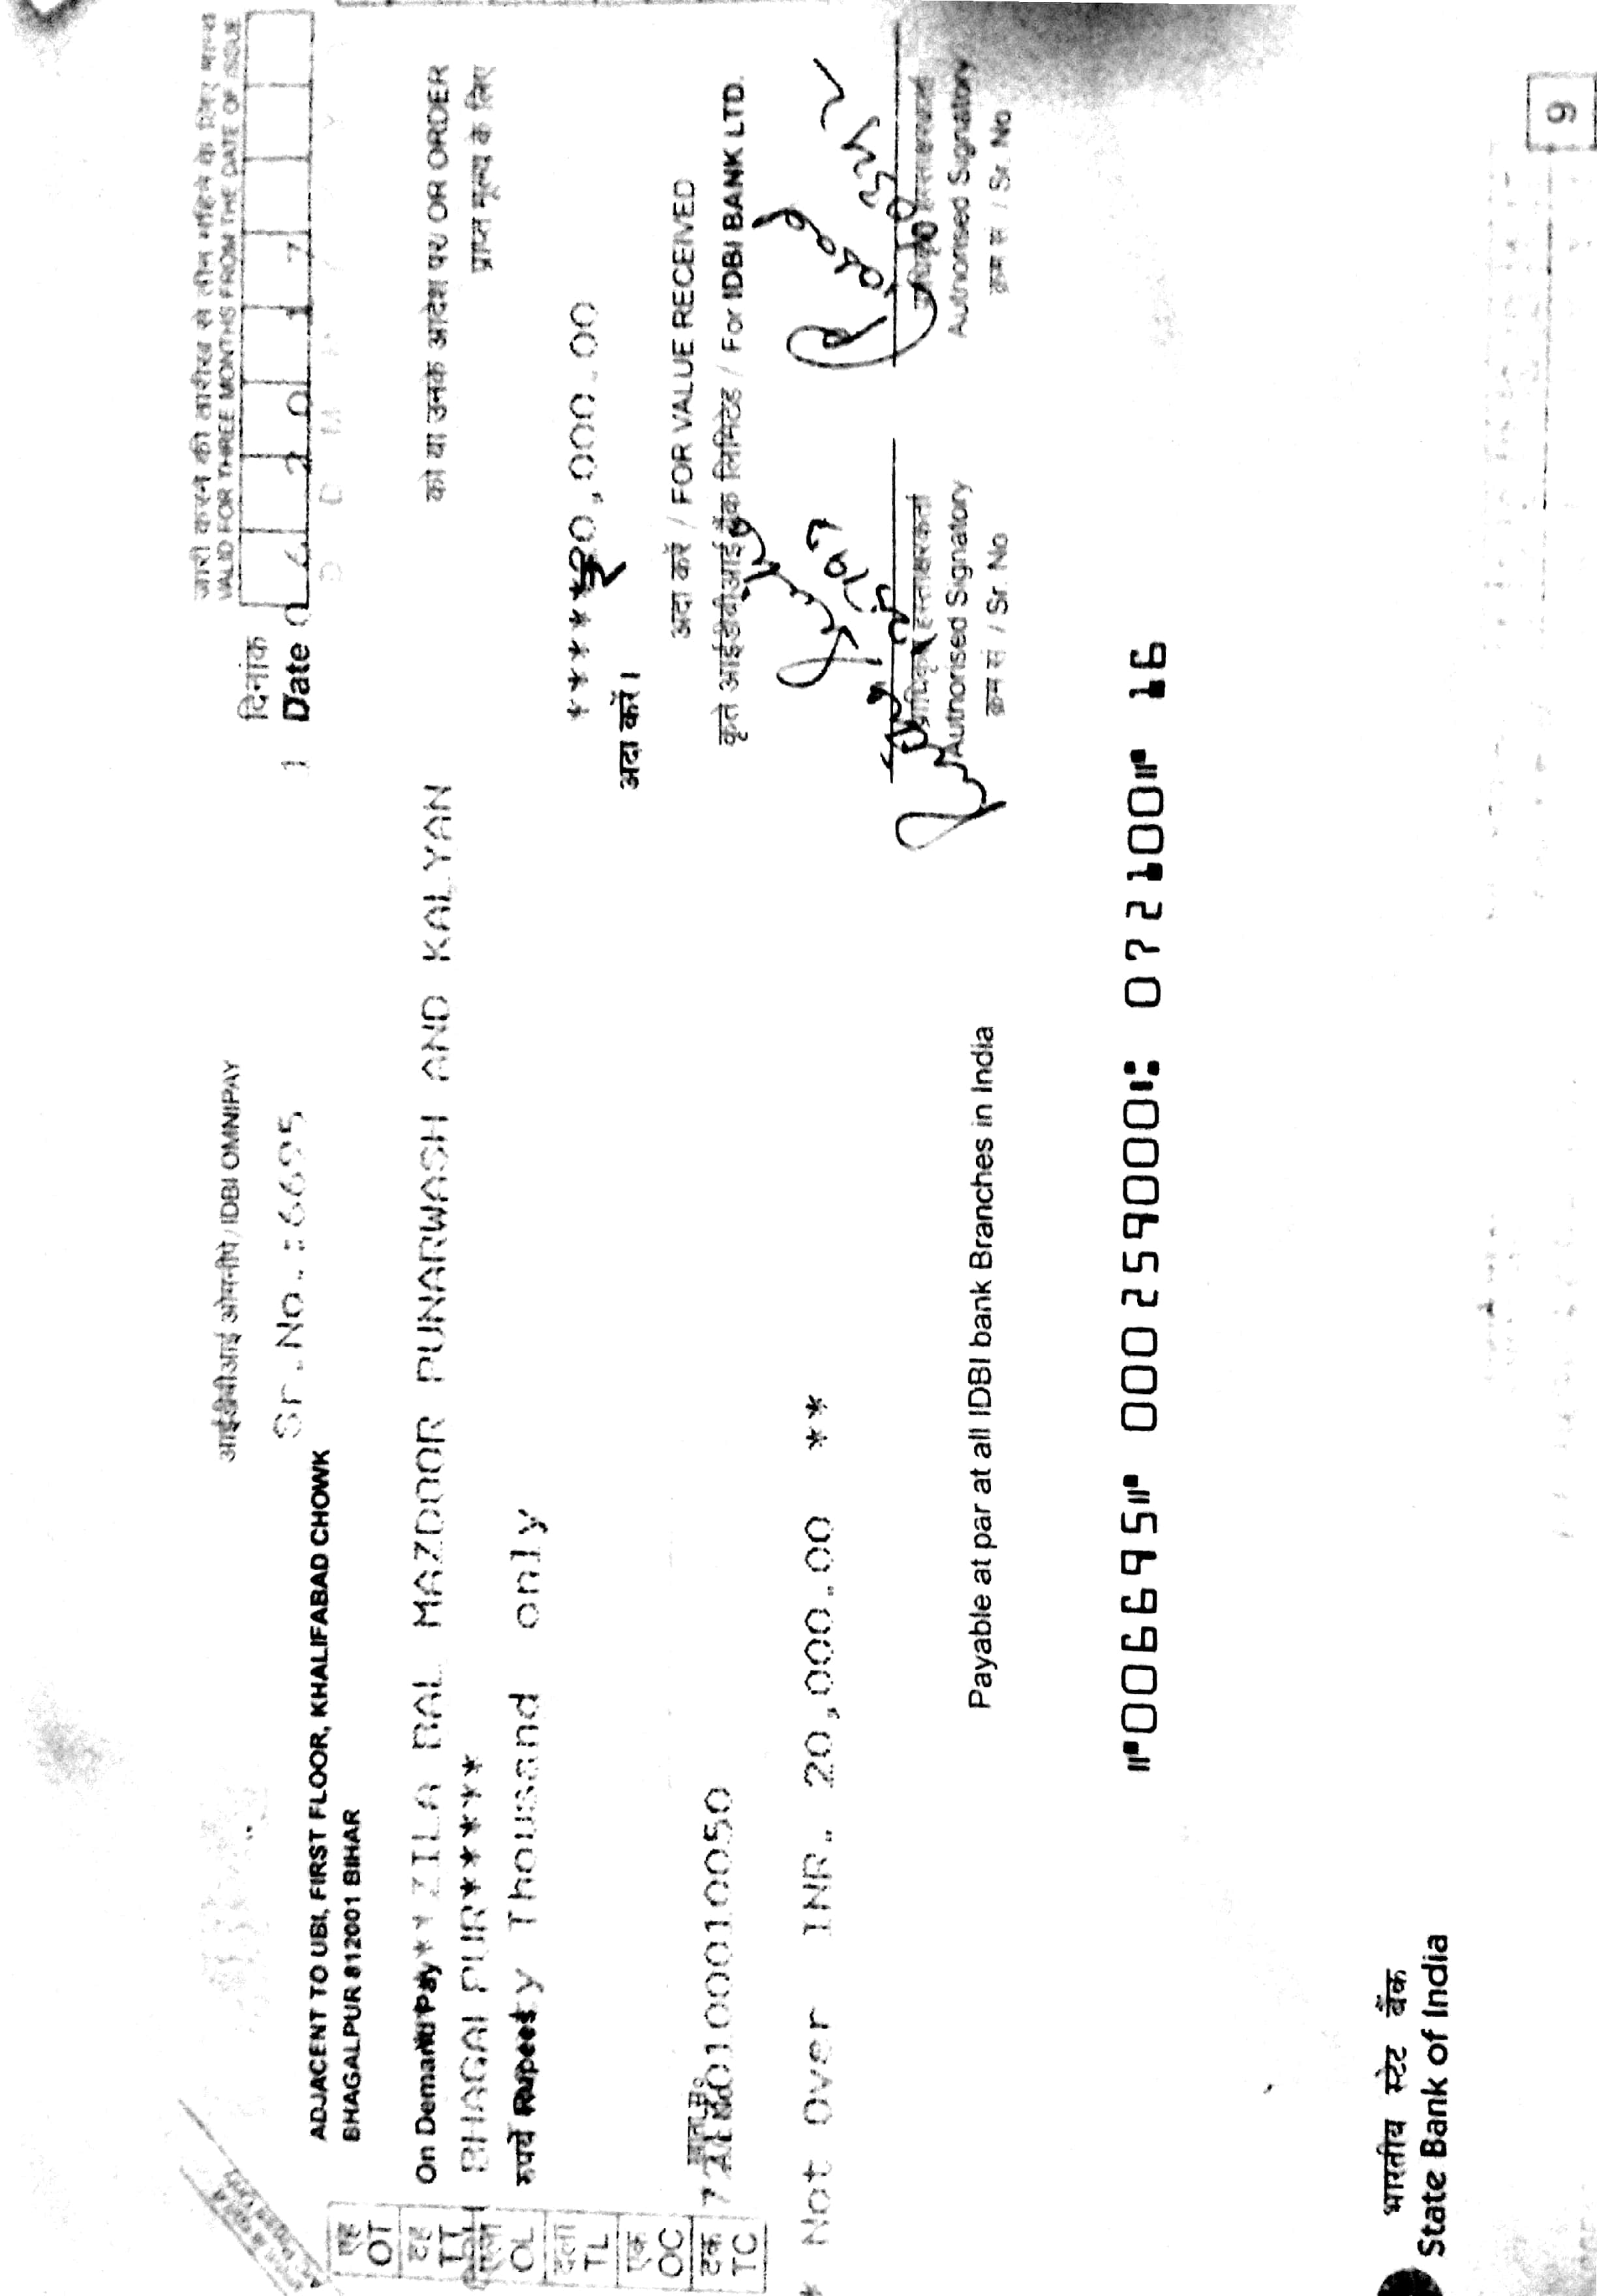 जारी करने की तारीख से तीन महिने के लिए मान्य
VALID FOR THREE MONTHS FROM THE DATE OF ISSUE
आईडीबीआई ओमनीपे / IDBI OMNIPAY
दिनांक
Sr.No.:6695
Date
2 0 1 7
ADJACENT TO UBI, FIRST FLOOR, KHALIFABAD CHOWK
BHAGALPUR 812001 BIHAR
On Demand Pay ZILA BAL MAZDOOR PUNARWASH AND KALYAN
को या उनके आदेश पर/ OR ORDER
BHAGALPUR*****
प्राप्त मूल्य के लिए
रुपये Rupees Thousand only
20,000.00
अदा करें।
अदा करें / FOR VALUE RECEIVED
कृते आईडीबीआई बैंक लिमिटेड / For IDBI BANK LTD.
OT
TT
OL
TL
OC
TC
* Not Over INR. 20,000.00 **
प्राधिकृत हस्ताक्षरकर्ता
Authorised Signatory
क्रम सं / Sr. No
प्राधिकृत हस्ताक्षरकर्ता
Authorised Signatory
क्रम सं / Sr. No
Payable at par at all IDBI bank Branches in India
⑈006695⑈ 000259000⑆ 072100⑈ 16
भारतीय स्टेट बैंक
State Bank of India
9